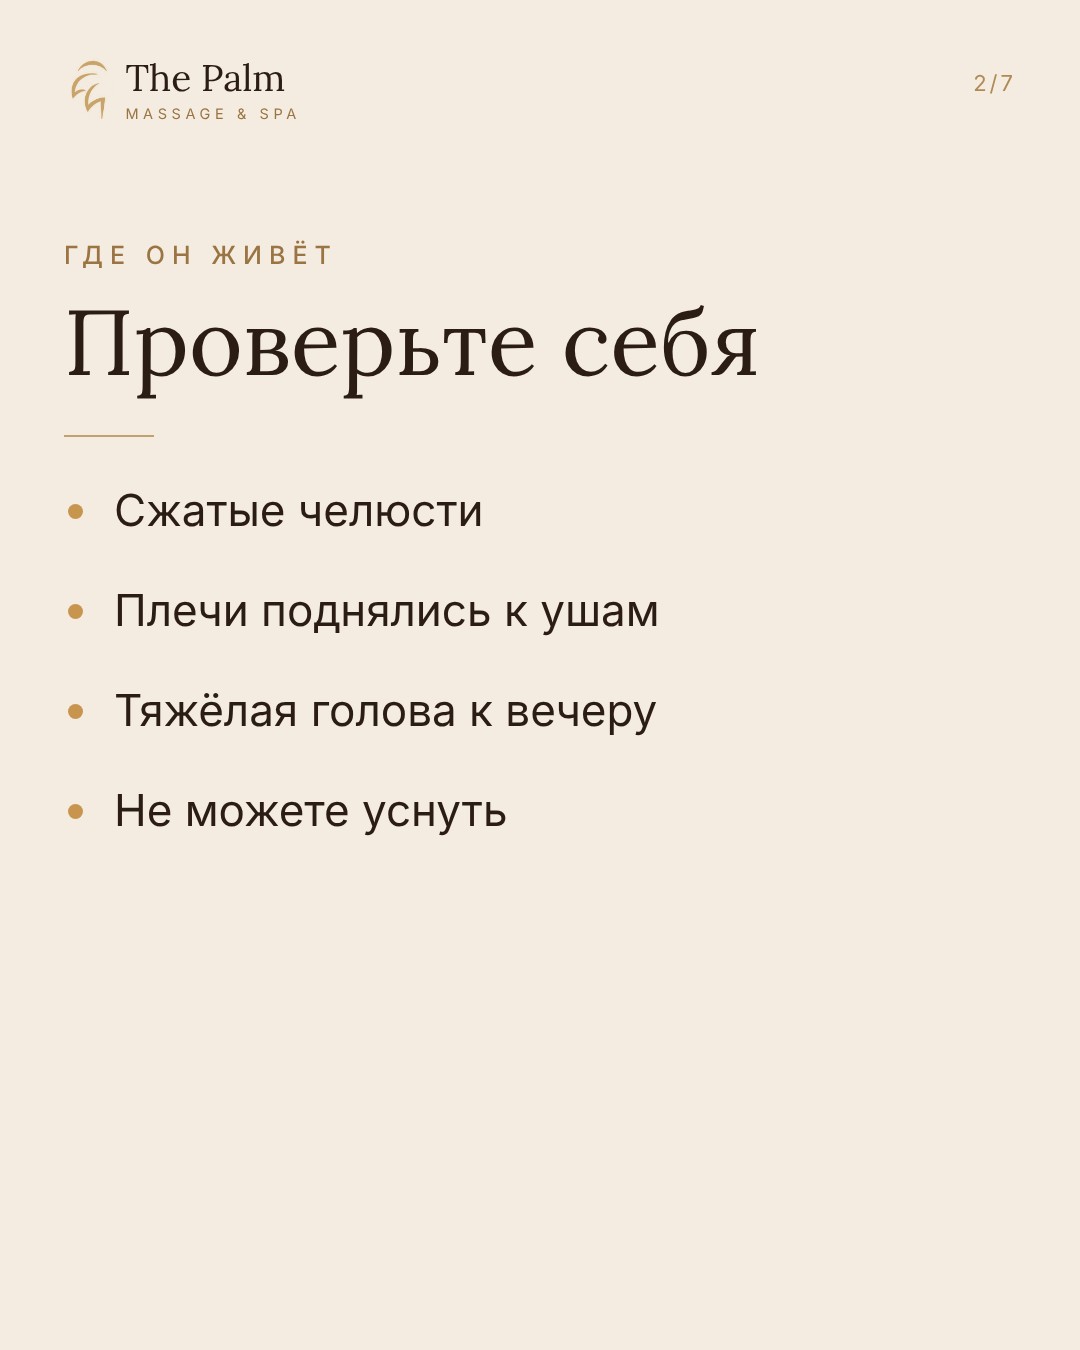 The Palm
MASSAGE & SPA
2/7
ГДЕ ОН ЖИВЁТ
Проверьте себя
Сжатые челюсти
Плечи поднялись к ушам
Тяжёлая голова к вечеру
Не можете уснуть